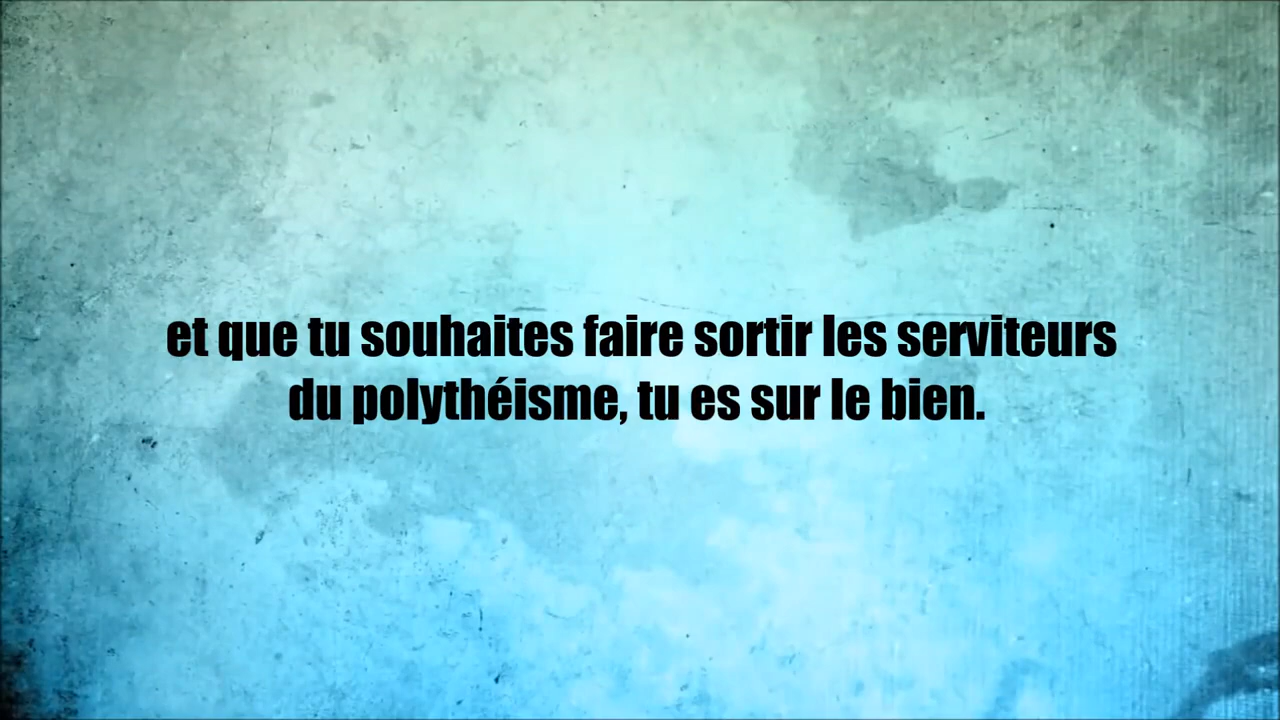 et que tu souhaites faire sortir les serviteurs
du polythéisme, tu es sur le bien.